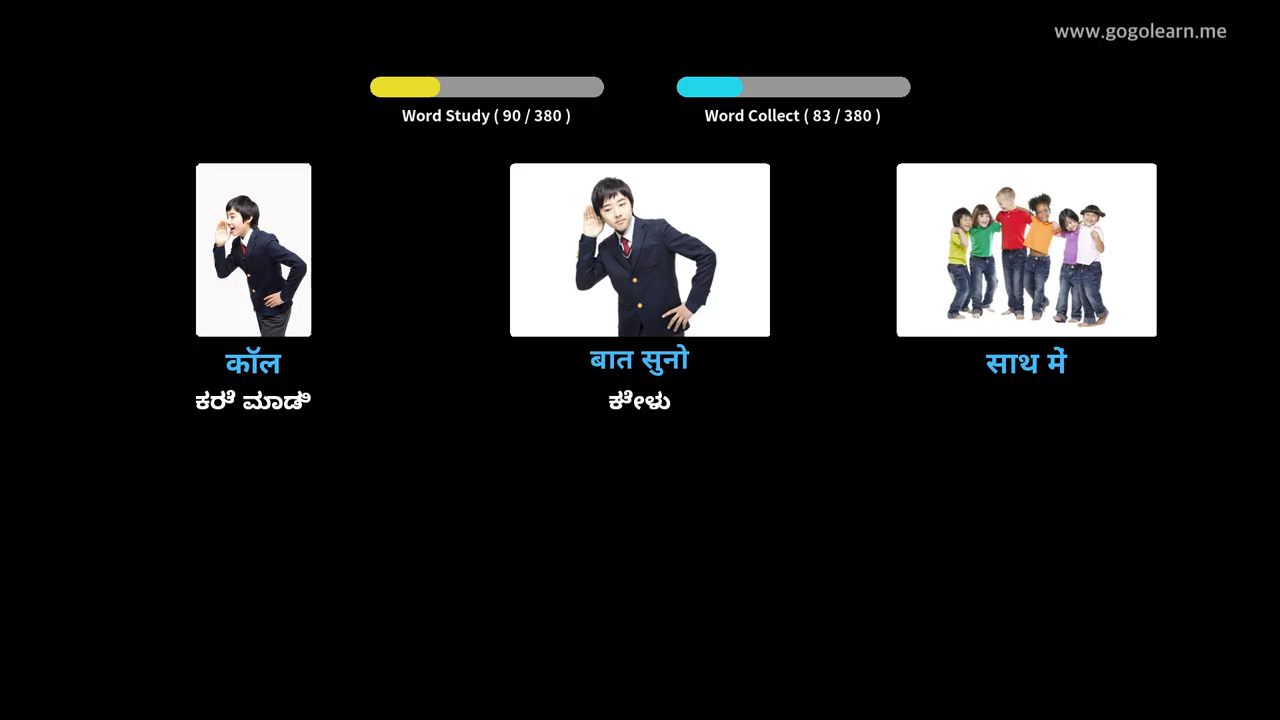 www.gogolearn.me
Word Study ( 90 / 380 )
Word Collect ( 83 / 380 )
कॉल
बात सुनो
साथ में
ಕರೆ ಮಾಡಿ
ಕೇಳು